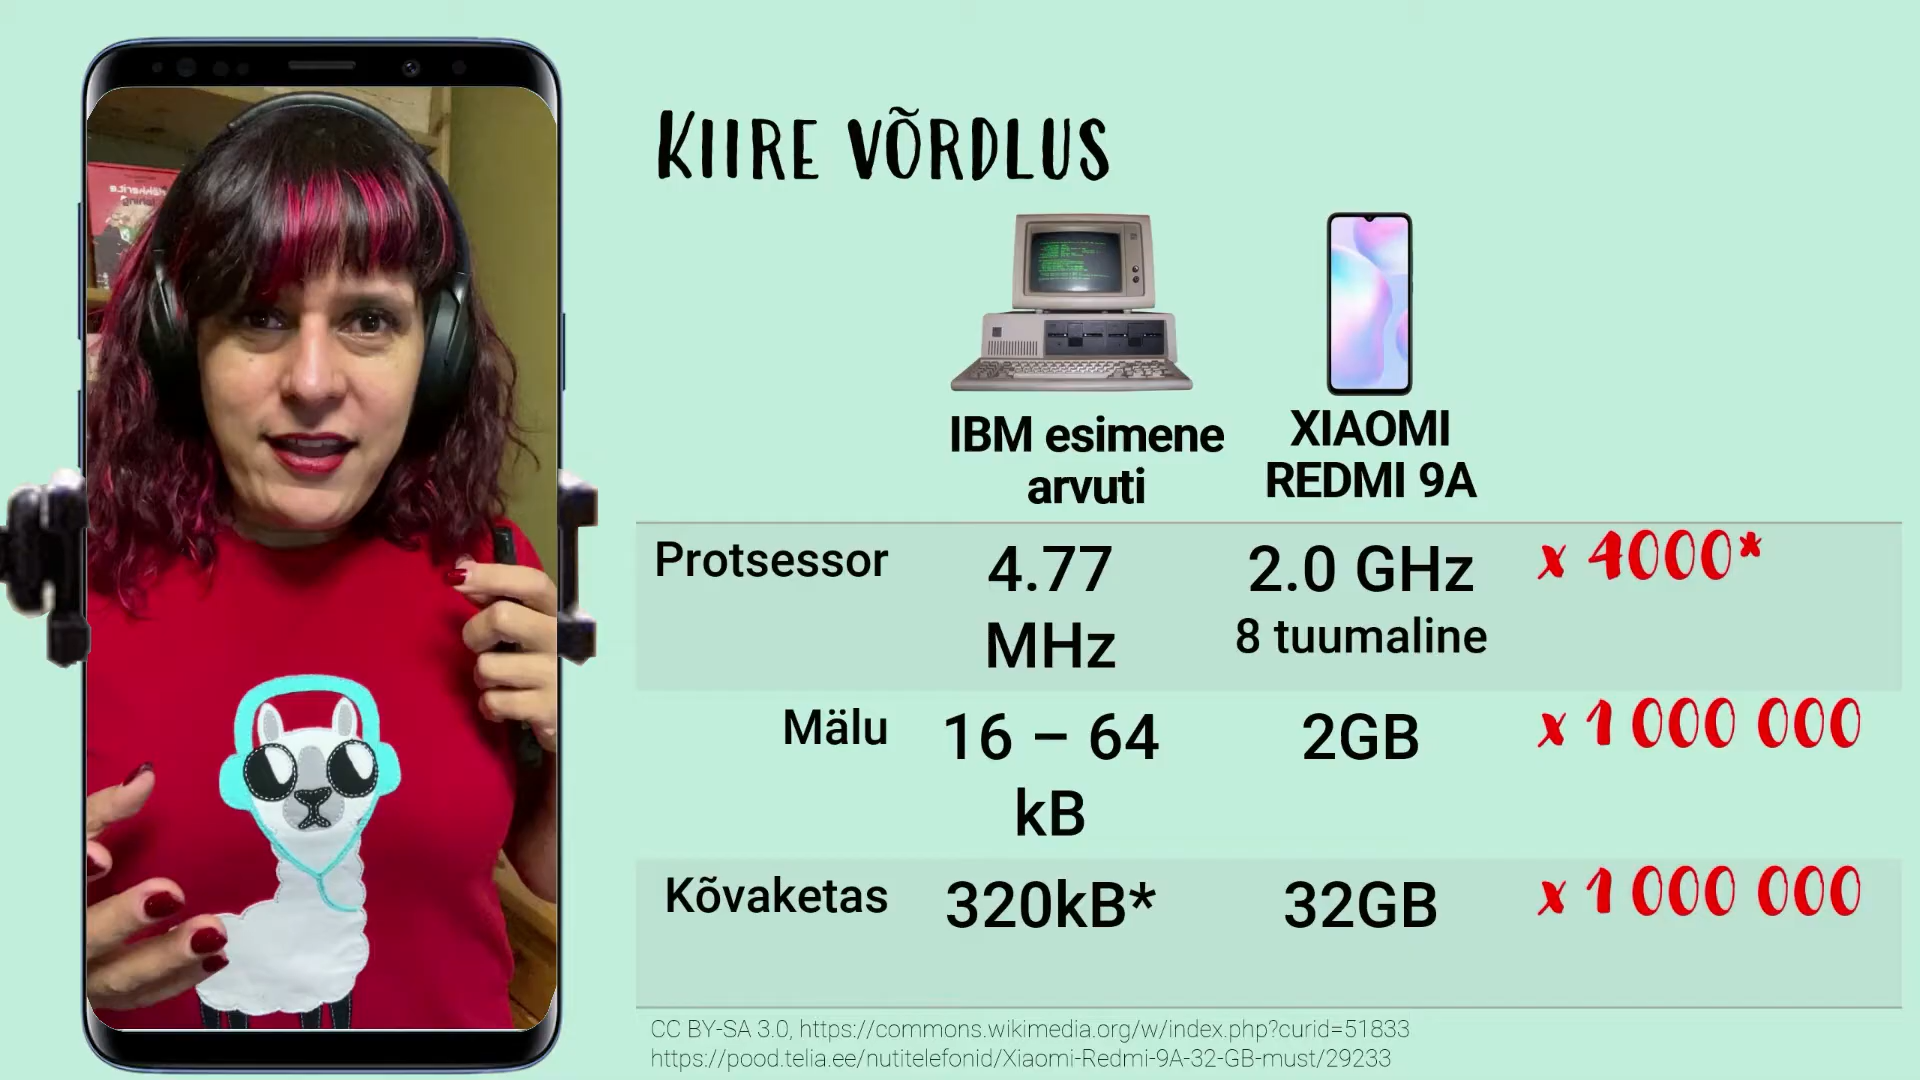 KIIRE VÕRDLUS
IBM esimene
arvuti
XIAOMI
REDMI 9A
Protsessor
4.77
MHz
2.0 GHz
8 tuumaline
x 4000*
Mälu
16 – 64
kB
2GB
x 1 000 000
Kõvaketas
320kB*
32GB
x 1 000 000
CC BY-SA 3.0, https://commons.wikimedia.org/w/index.php?curid=51833
https://pood.telia.ee/nutitelefonid/Xiaomi-Redmi-9A-32-GB-must/29233